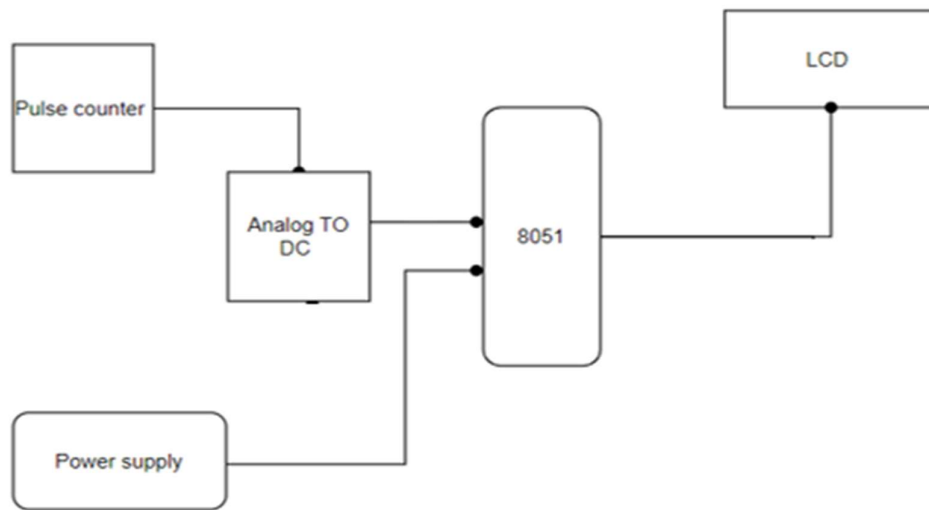 LCD
Pulse counter
Analog TO
DC
8051
Power supply